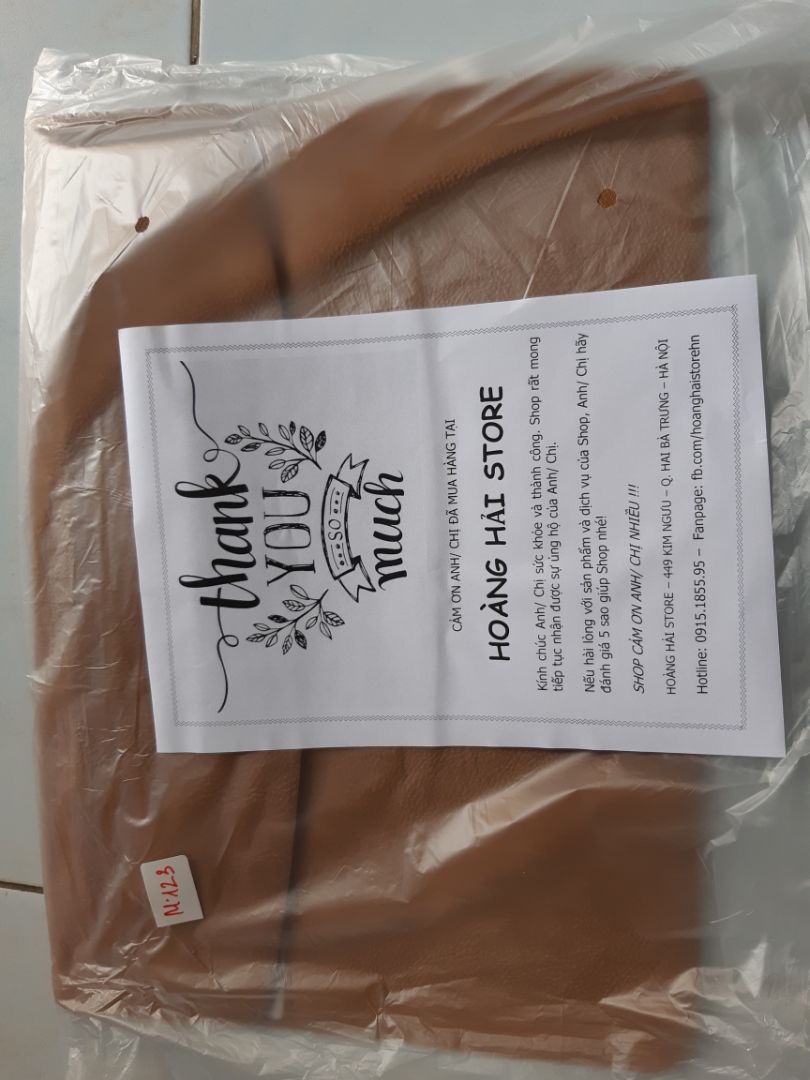 thank
YOU
SO
much
CẢM ƠN ANH/ CHỊ ĐÃ MUA HÀNG TẠI
HOÀNG HẢI STORE
Kính chúc Anh/ Chị sức khỏe và thành công. Shop rất mong
tiếp tục nhận được sự ủng hộ của Anh/ Chị.
Nếu hài lòng với sản phẩm và dịch vụ của Shop, Anh/ Chị hãy
đánh giá 5 sao giúp Shop nhé!
SHOP CẢM ƠN ANH/ CHỊ NHIỀU !!!
HOÀNG HẢI STORE – 449 KIM NGƯU – Q. HAI BÀ TRƯNG – HÀ NỘI
Hotline: 0915.1855.95 – Fanpage: fb.com/hoanghaistorehn
M.123